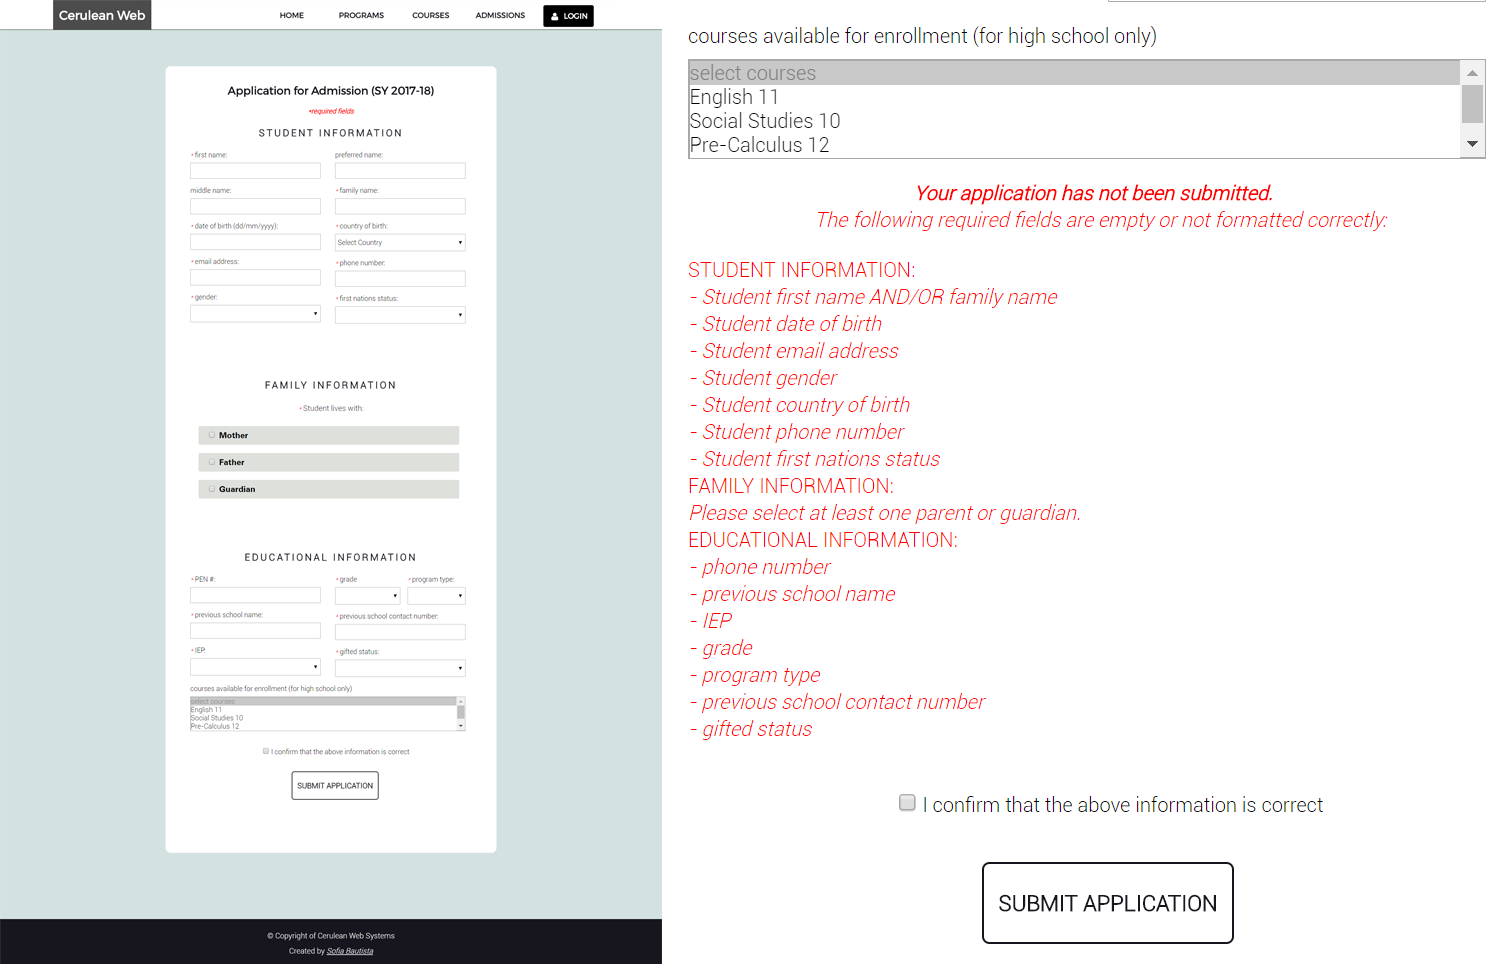 Cerulean Web
HOME PROGRAMS COURSES ADMISSIONS LOGIN
Application for Admission (SY 2017-18)
*required fields
STUDENT INFORMATION
* first name: preferred name:
middle name: * family name:
* date of birth (dd/mm/yyyy): * country of birth:
Select Country
* email address: * phone number:
* gender: * first nations status:
FAMILY INFORMATION
* Student lives with:
Mother
Father
Guardian
EDUCATIONAL INFORMATION
* PEN #: * grade * program type:
* previous school name: * previous school contact number:
* IEP: * gifted status:
courses available for enrollment (for high school only)
select courses
English 11
Social Studies 10
Pre-Calculus 12
I confirm that the above information is correct
SUBMIT APPLICATION
© Copyright of Cerulean Web Systems
Created by Sofia Bautista
courses available for enrollment (for high school only)
select courses
English 11
Social Studies 10
Pre-Calculus 12
Your application has not been submitted.
The following required fields are empty or not formatted correctly:
STUDENT INFORMATION:
- Student first name AND/OR family name
- Student date of birth
- Student email address
- Student gender
- Student country of birth
- Student phone number
- Student first nations status
FAMILY INFORMATION:
Please select at least one parent or guardian.
EDUCATIONAL INFORMATION:
- phone number
- previous school name
- IEP
- grade
- program type
- previous school contact number
- gifted status
I confirm that the above information is correct
SUBMIT APPLICATION